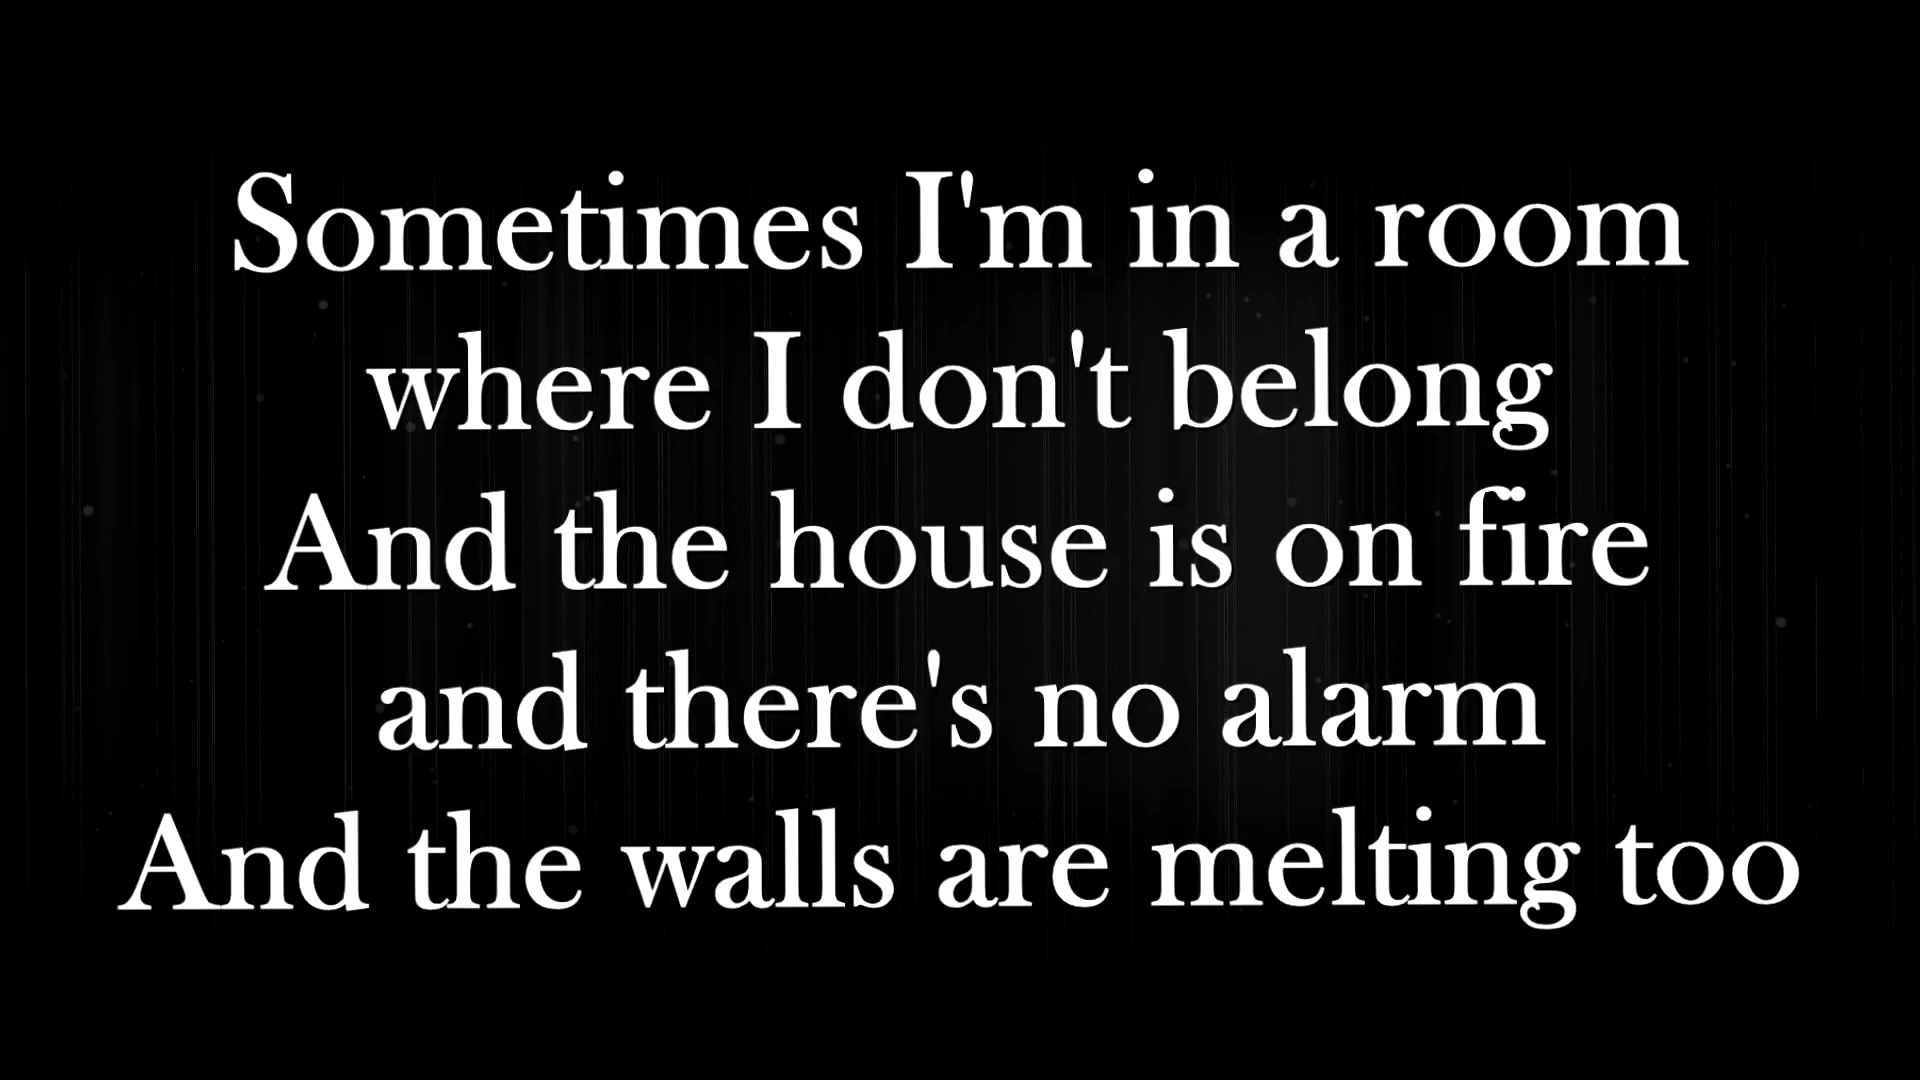 Sometimes I'm in a room
where I don't belong
And the house is on fire
and there's no alarm
And the walls are melting too